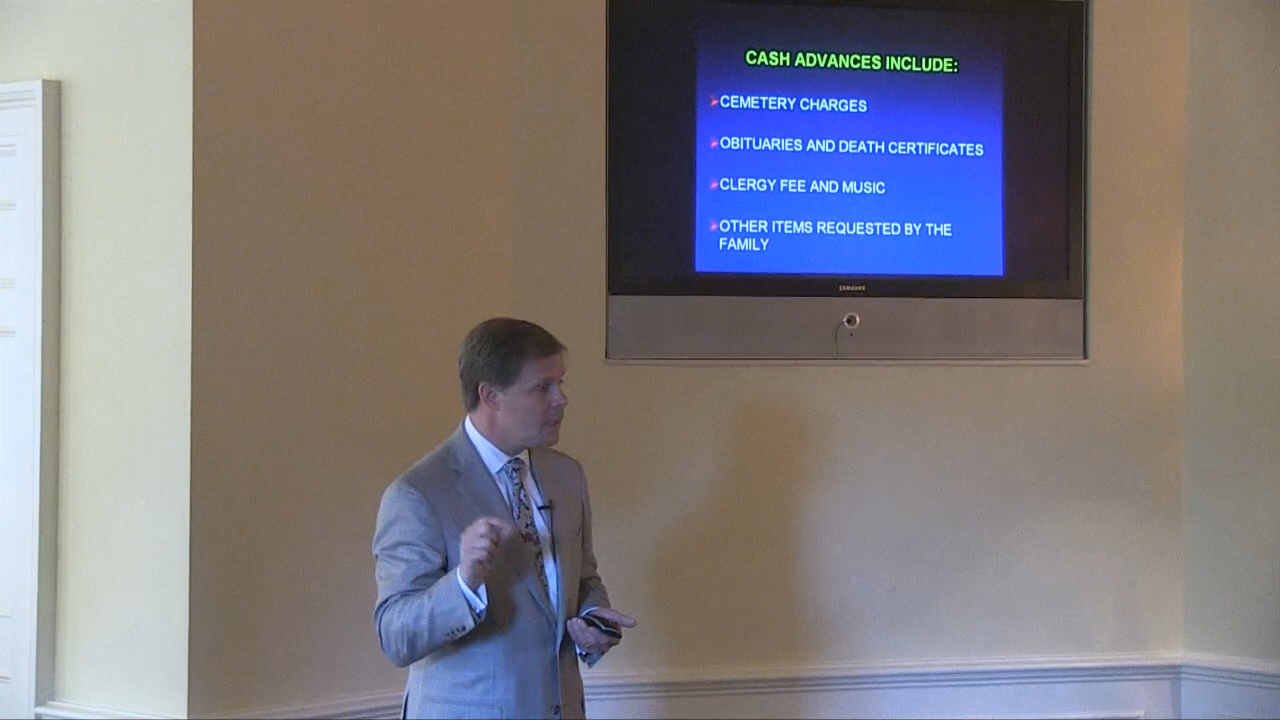 CASH ADVANCES INCLUDE:
CEMETERY CHARGES
OBITUARIES AND DEATH CERTIFICATES
CLERGY FEE AND MUSIC
OTHER ITEMS REQUESTED BY THE
FAMILY
SAMSUNG